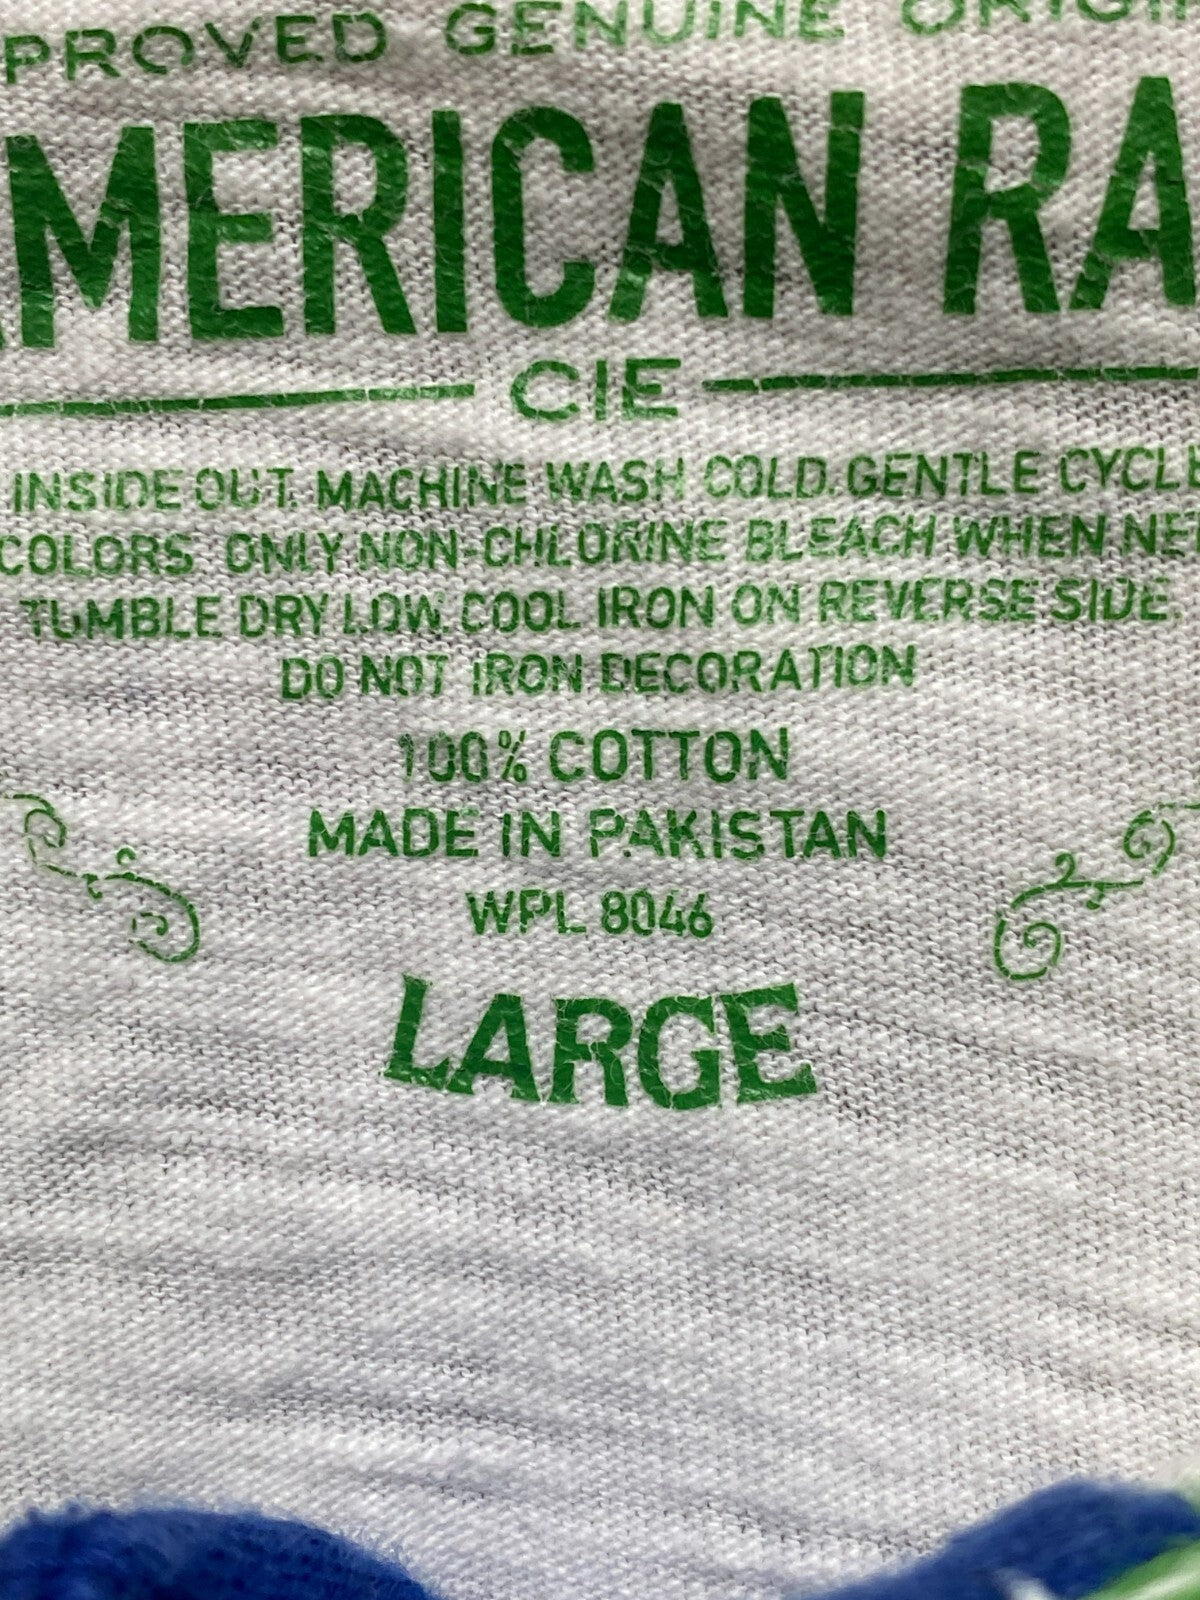 PROVED GENUINE ORIGIN
AMERICAN RA
CIE
INSIDE OUT. MACHINE WASH COLD. GENTLE CYCLE
COLORS. ONLY NON-CHLORINE BLEACH WHEN NE
TUMBLE DRY LOW. COOL IRON ON REVERSE SIDE.
DO NOT IRON DECORATION
100% COTTON
MADE IN PAKISTAN
WPL 8046
LARGE